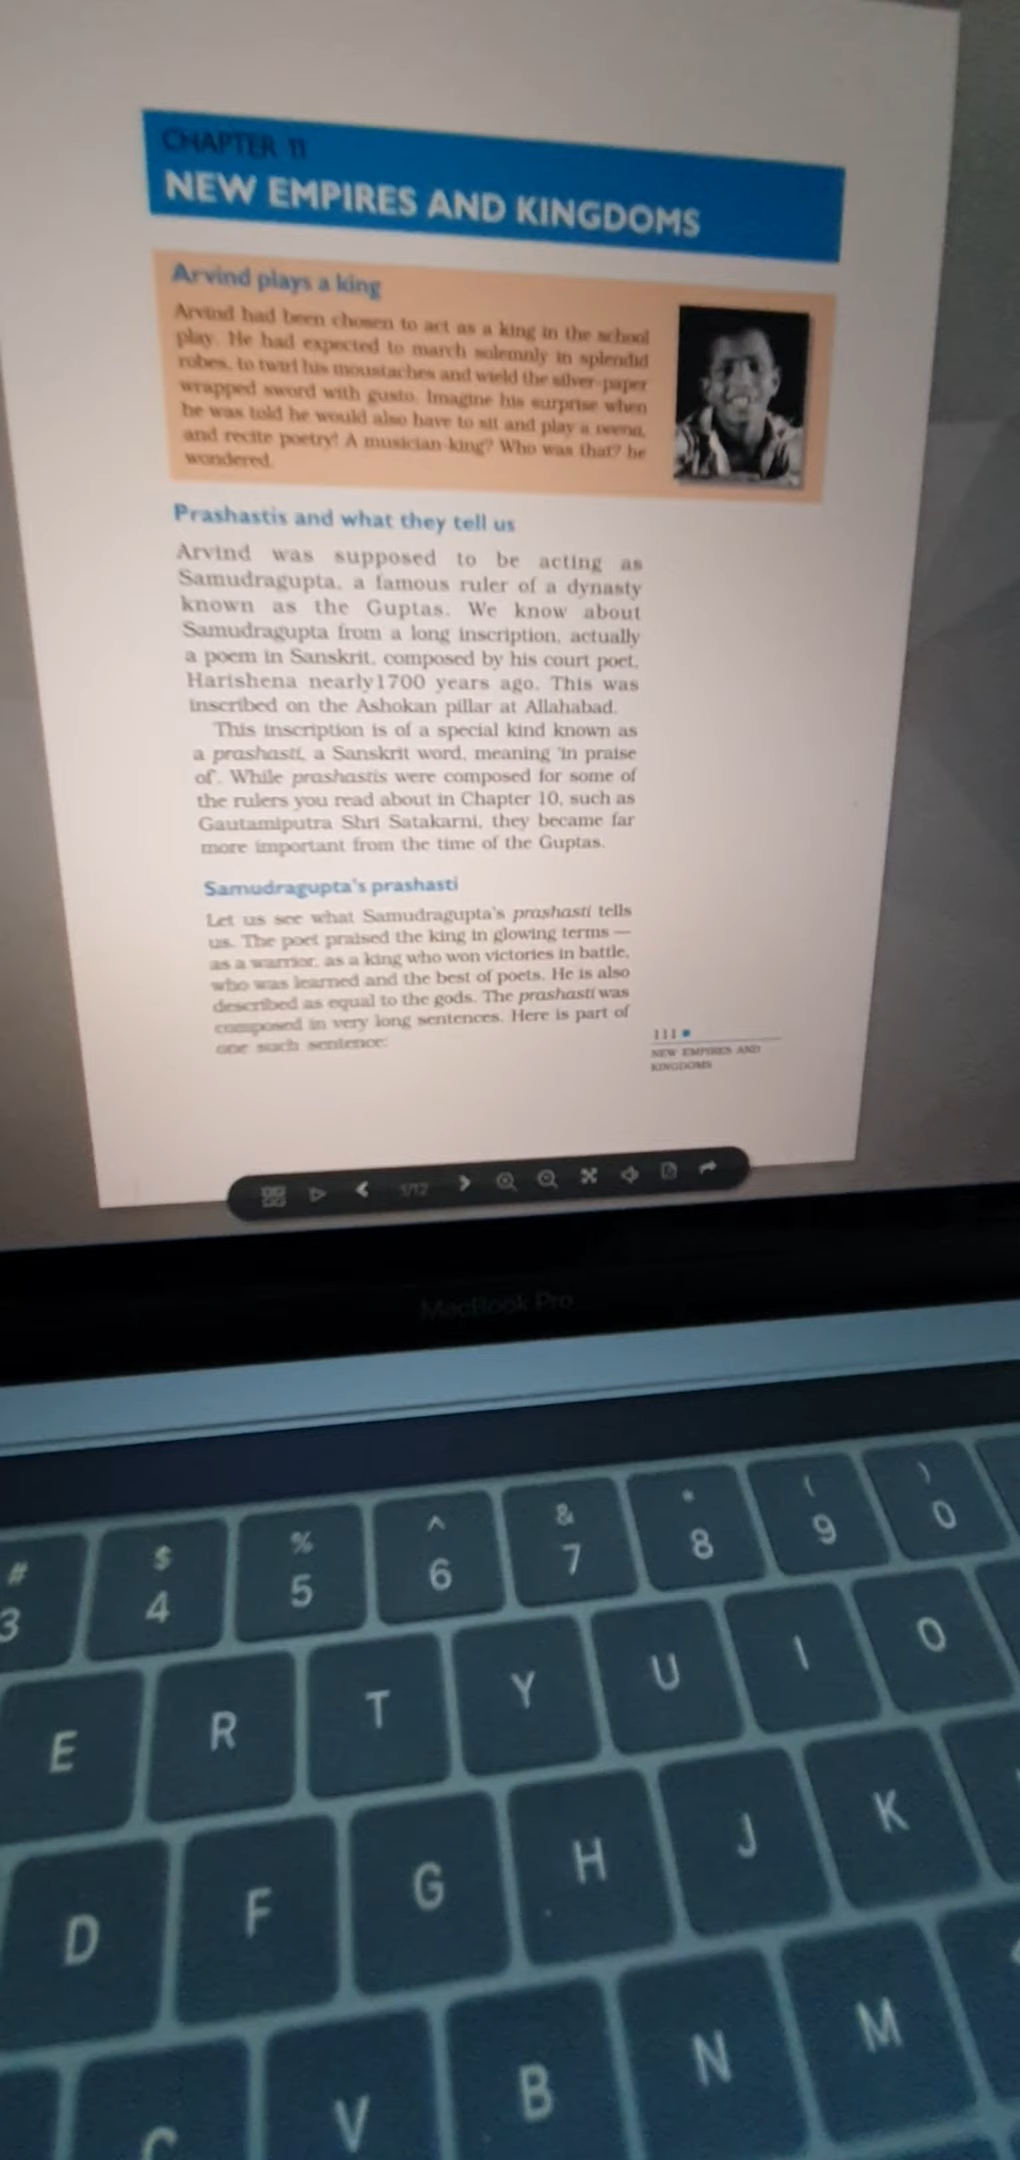 CHAPTER 11
NEW EMPIRES AND KINGDOMS
Arvind plays a king
Arvind had been chosen to act as a king in the school
play. He had expected to march solemnly in splendid
robes, to twirl his moustaches and wield the silver-paper
wrapped sword with gusto. Imagine his surprise when
he was told he would also have to sit and play a veena,
and recite poetry! A musician-king? Who was that? he
wondered.
Prashastis and what they tell us
Arvind was supposed to be acting as
Samudragupta, a famous ruler of a dynasty
known as the Guptas. We know about
Samudragupta from a long inscription, actually
a poem in Sanskrit, composed by his court poet,
Harishena nearly1700 years ago. This was
inscribed on the Ashokan pillar at Allahabad.
This inscription is of a special kind known as
a prashasti, a Sanskrit word, meaning 'in praise
of'. While prashastis were composed for some of
the rulers you read about in Chapter 10, such as
Gautamiputra Shri Satakarni, they became far
more important from the time of the Guptas.
Samudragupta's prashasti
Let us see what Samudragupta's prashasti tells
us. The poet praised the king in glowing terms —
as a warrior, as a king who won victories in battle,
who was learned and the best of poets. He is also
described as equal to the gods. The prashasti was
composed in very long sentences. Here is part of
one such sentence:
111
NEW EMPIRES AND
KINGDOMS
MacBook Pro
# $ % ^ & * ( )
3 4 5 6 7 8 9 0
E R T Y U I O
D F G H J K
C V B N M